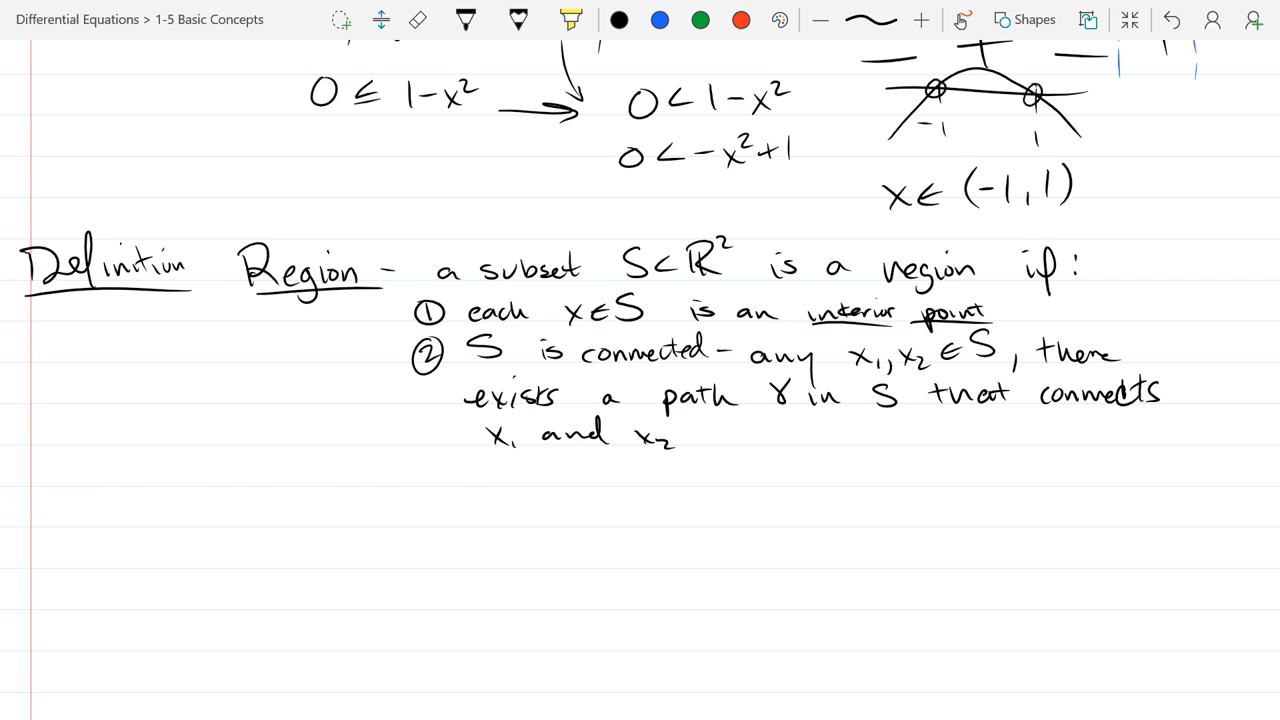 Differential Equations > 1-5 Basic Concepts
Shapes
0 ≤ 1-x²
0 < 1-x²
0 < -x²+1
-1
1
x ∈ (-1, 1)
Definition Region - a subset S⊂ℝ² is a region if:
① each x∈S is an interior point
② S is connected - any x₁, x₂ ∈ S, there
exists a path γ in S that connects
x₁ and x₂